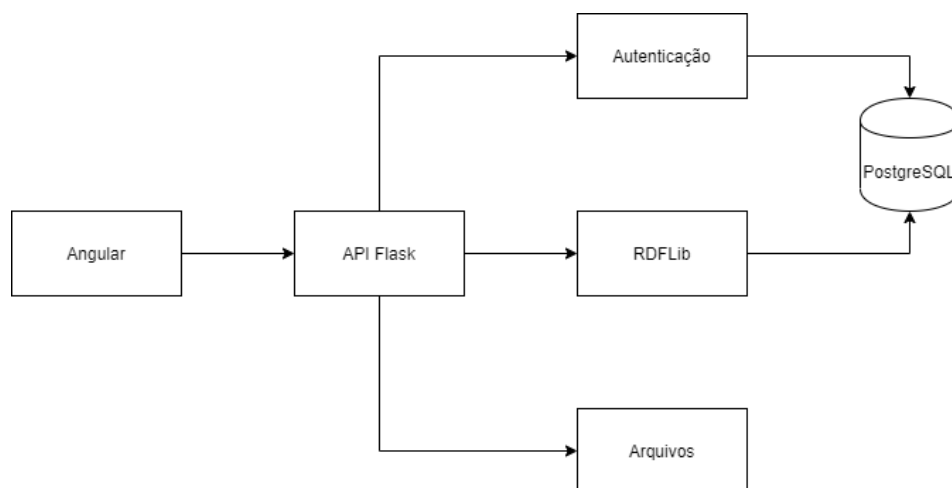 Autenticação
PostgreSQL
Angular
API Flask
RDFLib
Arquivos